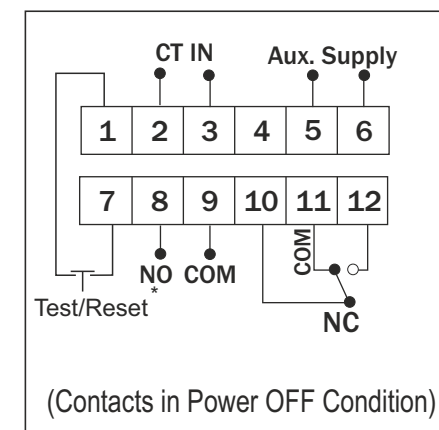 CT IN Aux. Supply
1 2 3 4 5 6
7 8 9 10 11 12
COM
NO COM
*
Test/Reset
NC
(Contacts in Power OFF Condition)